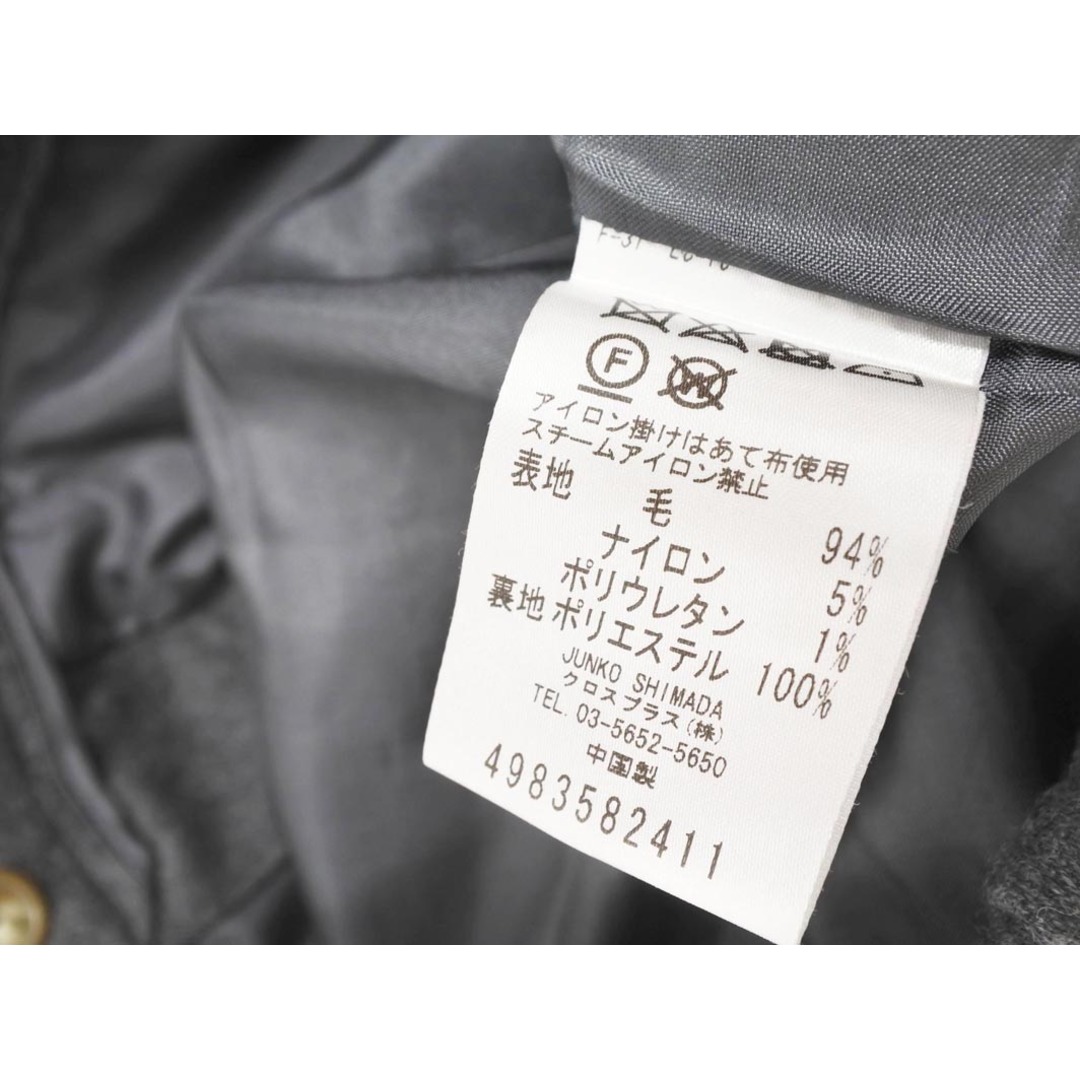 F
W
アイロン掛けはあて布使用
スチームアイロン禁止
表地 毛 94%
ナイロン 5%
ポリウレタン 1%
裏地 ポリエステル 100%
JUNKO SHIMADA
クロスプラス(株)
TEL. 03-5652-5650
中国製
4983582411